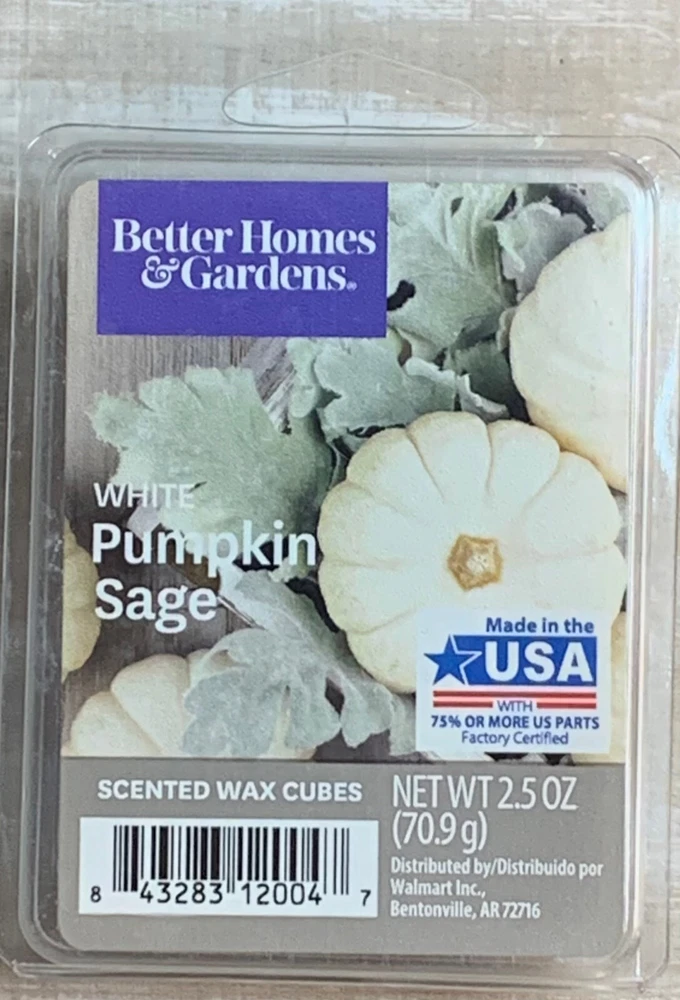 Better Homes
&Gardens®
WHITE
Pumpkin
Sage
Made in the
USA
WITH
75% OR MORE US PARTS
Factory Certified
SCENTED WAX CUBES
NET WT 2.5 OZ
(70.9 g)
8 43283 12004 7
Distributed by/Distribuido por
Walmart Inc.,
Bentonville, AR 72716